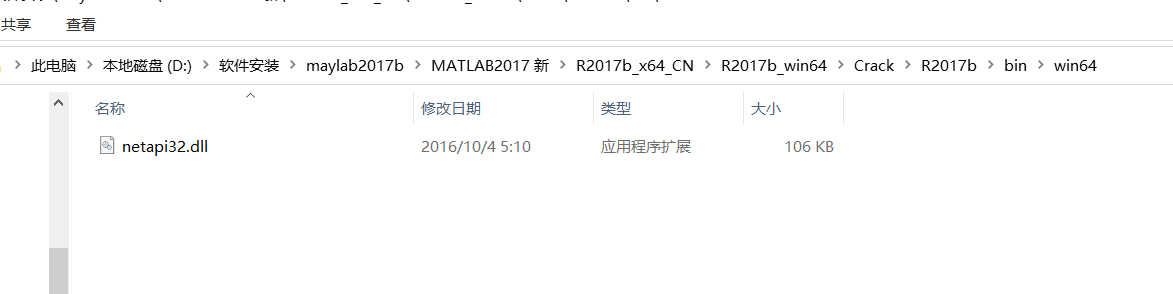 共享 查看
此电脑 > 本地磁盘 (D:) > 软件安装 > maylab2017b > MATLAB2017 新 > R2017b_x64_CN > R2017b_win64 > Crack > R2017b > bin > win64
名称 修改日期 类型 大小
netapi32.dll 2016/10/4 5:10 应用程序扩展 106 KB